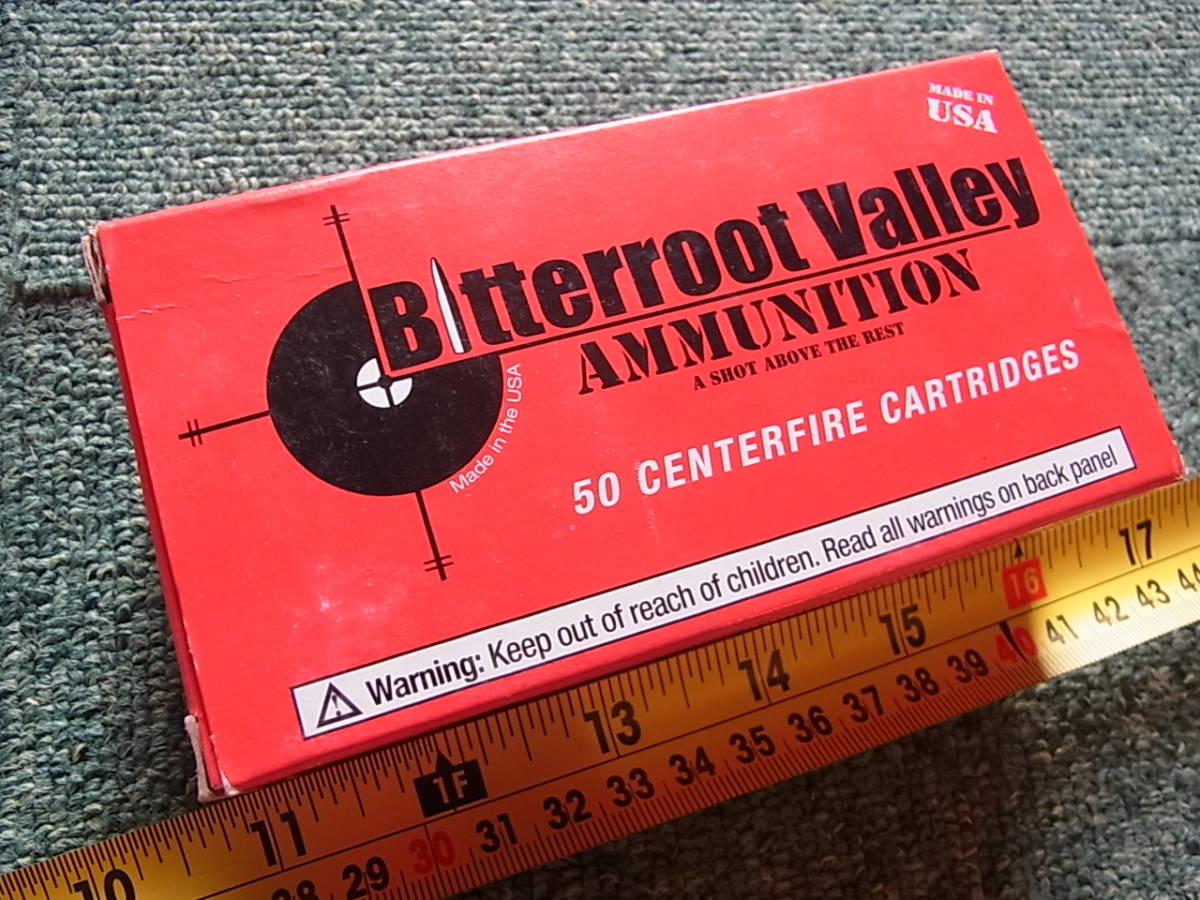 MADE IN
USA
Bitterroot Valley
AMMUNITION
A SHOT ABOVE THE REST
Made in the USA
50 CENTERFIRE CARTRIDGES
Warning: Keep out of reach of children. Read all warnings on back panel
10 11 1F 13 14 15 16 17
28 29 30 31 32 33 34 35 36 37 38 39 40 41 42 43 44